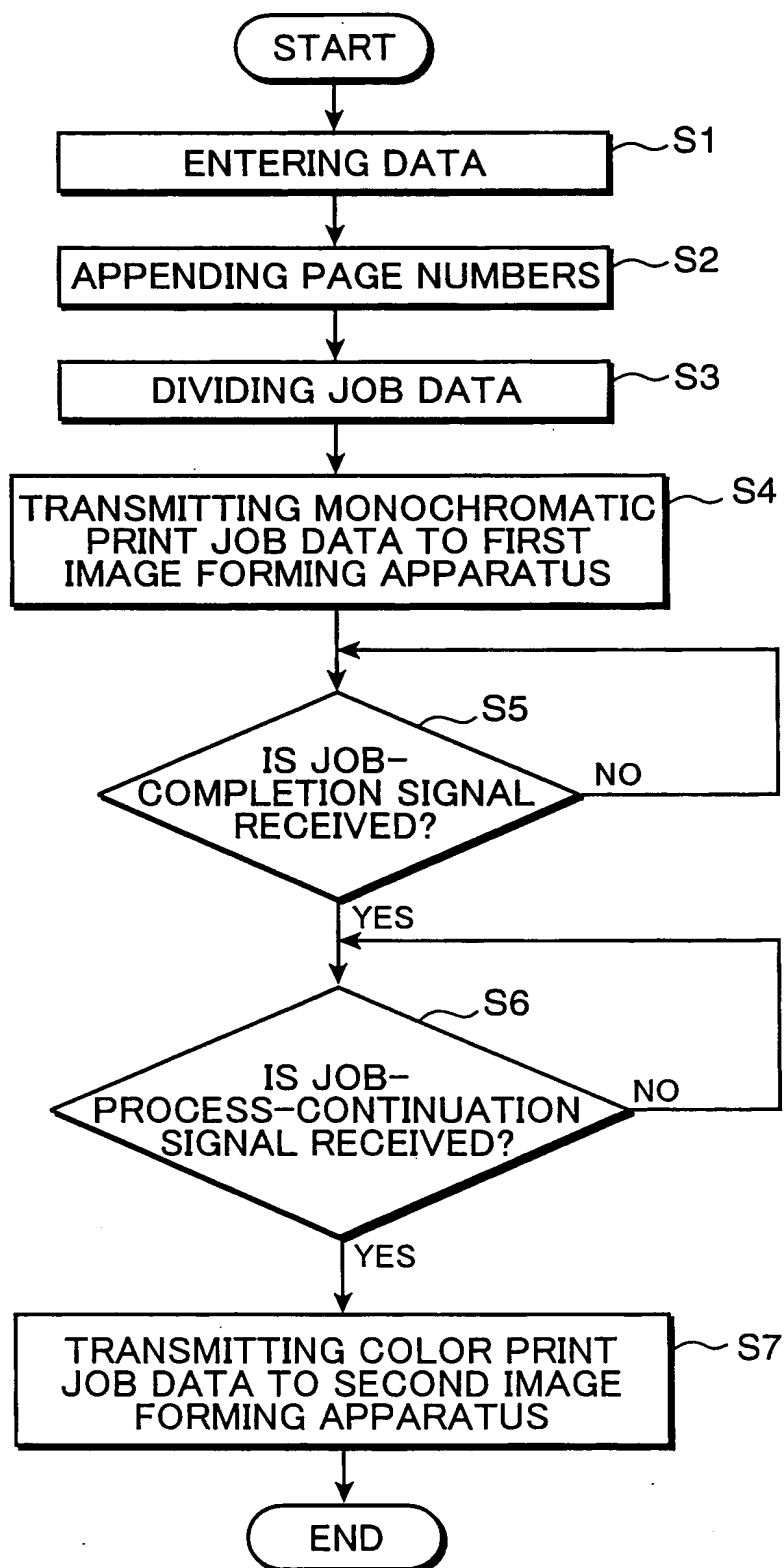 START
ENTERING DATA
S1
APPENDING PAGE NUMBERS
S2
DIVIDING JOB DATA
S3
TRANSMITTING MONOCHROMATIC
PRINT JOB DATA TO FIRST
IMAGE FORMING APPARATUS
S4
S5
IS JOB-
COMPLETION SIGNAL
RECEIVED?
NO
YES
S6
IS JOB-
PROCESS-CONTINUATION
SIGNAL RECEIVED?
NO
YES
TRANSMITTING COLOR PRINT
JOB DATA TO SECOND IMAGE
FORMING APPARATUS
S7
END